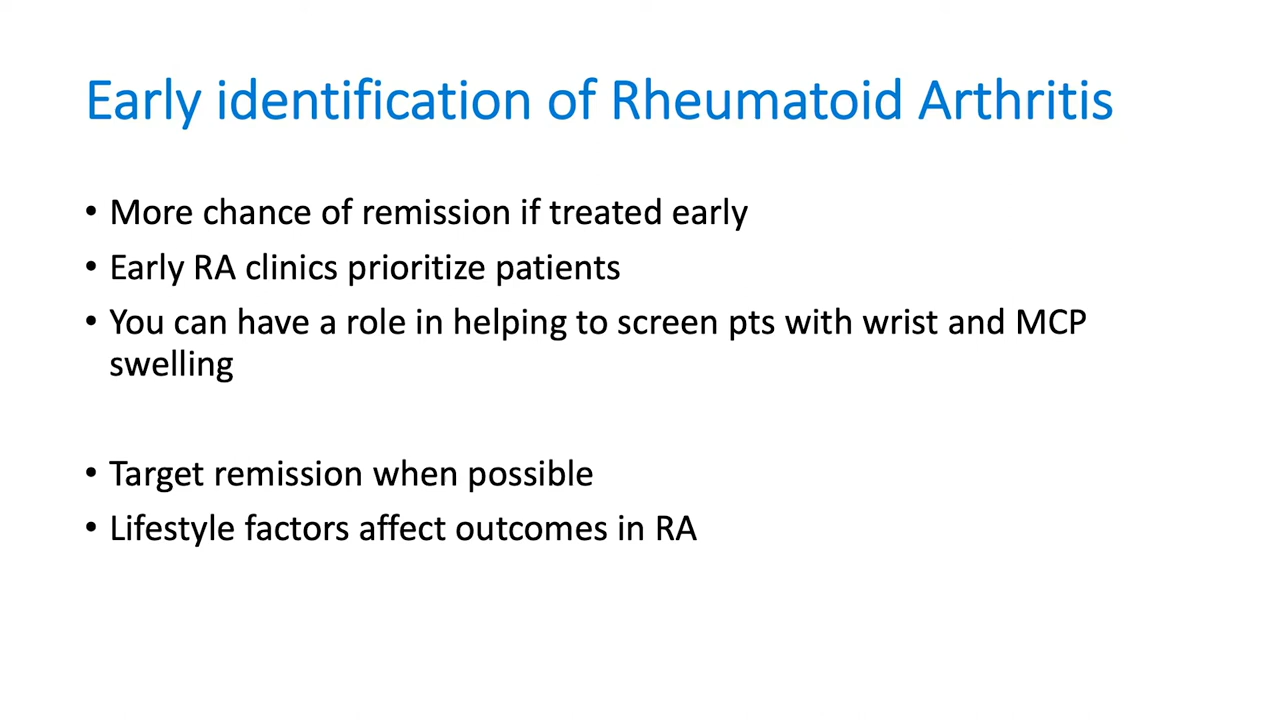 Early identification of Rheumatoid Arthritis
• More chance of remission if treated early
• Early RA clinics prioritize patients
• You can have a role in helping to screen pts with wrist and MCP
swelling
• Target remission when possible
• Lifestyle factors affect outcomes in RA